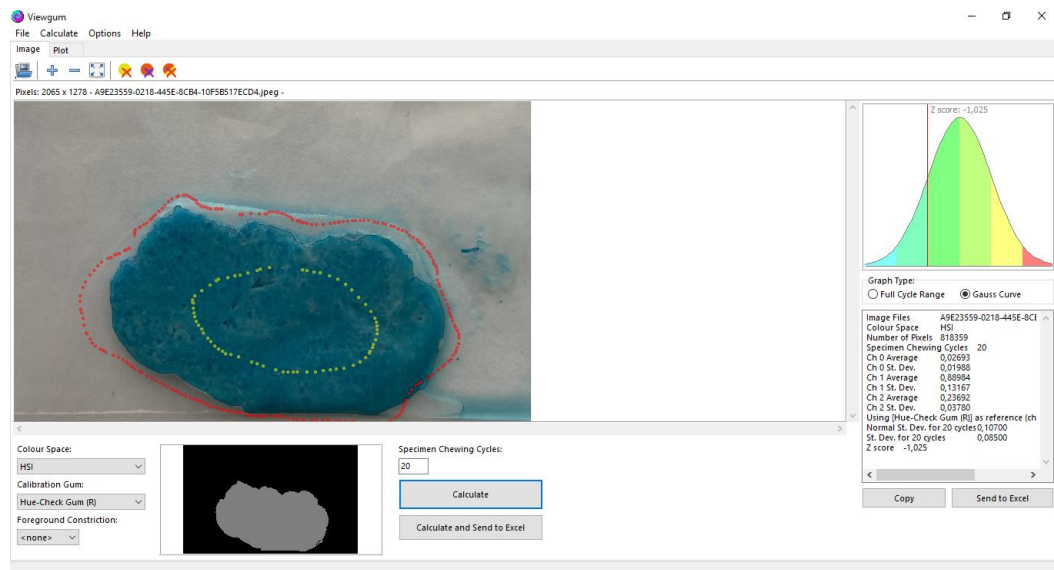 Viewgum
File Calculate Options Help
Image Plot
Pixels: 2065 x 1278 - A9E23559-0218-445E-8CB4-10F5B517ECD4.jpeg -
Z score: -1,025
Graph Type:
Full Cycle Range Gauss Curve
Image Files A9E23559-0218-445E-8CE
Colour Space HSI
Number of Pixels 818359
Specimen Chewing Cycles 20
Ch 0 Average 0,02693
Ch 0 St. Dev. 0,01988
Ch 1 Average 0,88984
Ch 1 St. Dev. 0,13167
Ch 2 Average 0,23692
Ch 2 St. Dev. 0,03780
Using [Hue-Check Gum (R)] as reference (ch
Normal St. Dev. for 20 cycles 0,10700
St. Dev. for 20 cycles 0,08500
Z score -1,025
Copy Send to Excel
Colour Space:
HSI
Calibration Gum:
Hue-Check Gum (R)
Foreground Constriction:
<none>
Specimen Chewing Cycles:
20
Calculate
Calculate and Send to Excel